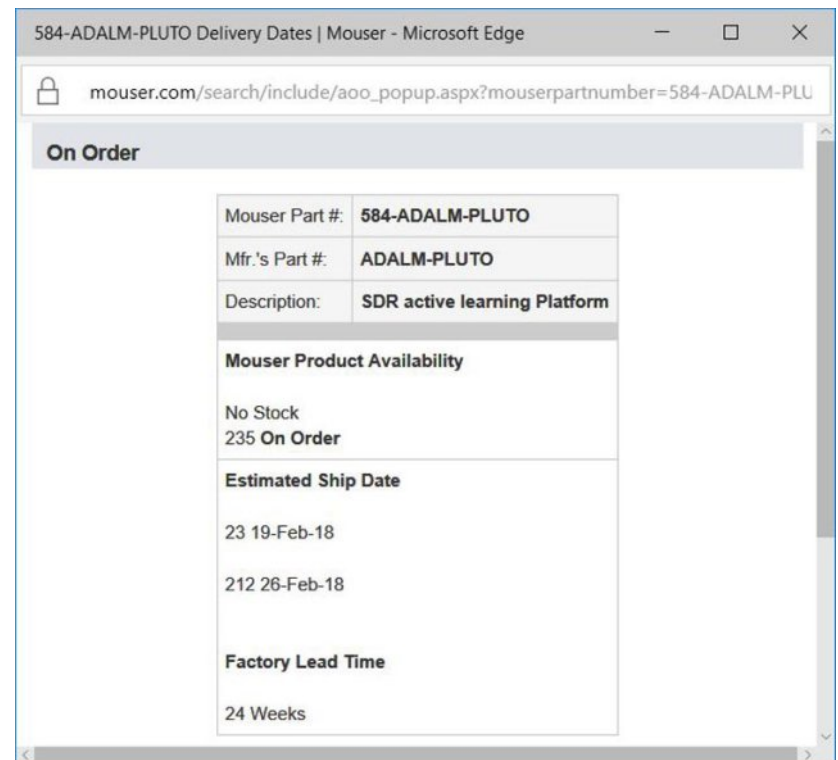 584-ADALM-PLUTO Delivery Dates | Mouser - Microsoft Edge
mouser.com/search/include/aoo_popup.aspx?mouserpartnumber=584-ADALM-PLU
On Order
Mouser Part #: 584-ADALM-PLUTO
Mfr.'s Part #: ADALM-PLUTO
Description: SDR active learning Platform
Mouser Product Availability
No Stock
235 On Order
Estimated Ship Date
23 19-Feb-18
212 26-Feb-18
Factory Lead Time
24 Weeks